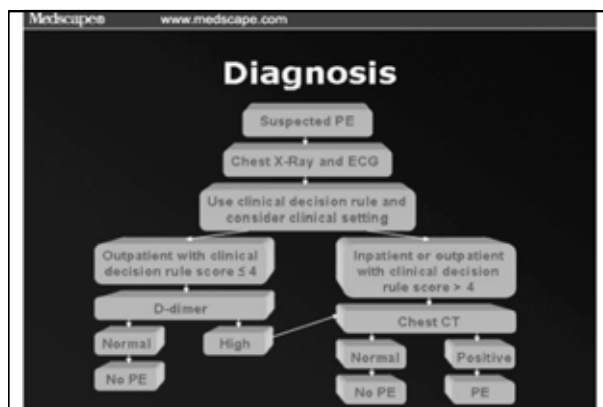 Medscape® www.medscape.com
Diagnosis
Suspected PE
Chest X-Ray and ECG
Use clinical decision rule and
consider clinical setting
Outpatient with clinical
decision rule score ≤ 4
Inpatient or outpatient
with clinical decision
rule score > 4
D-dimer
Chest CT
Normal
High
Normal
Positive
No PE
No PE
PE